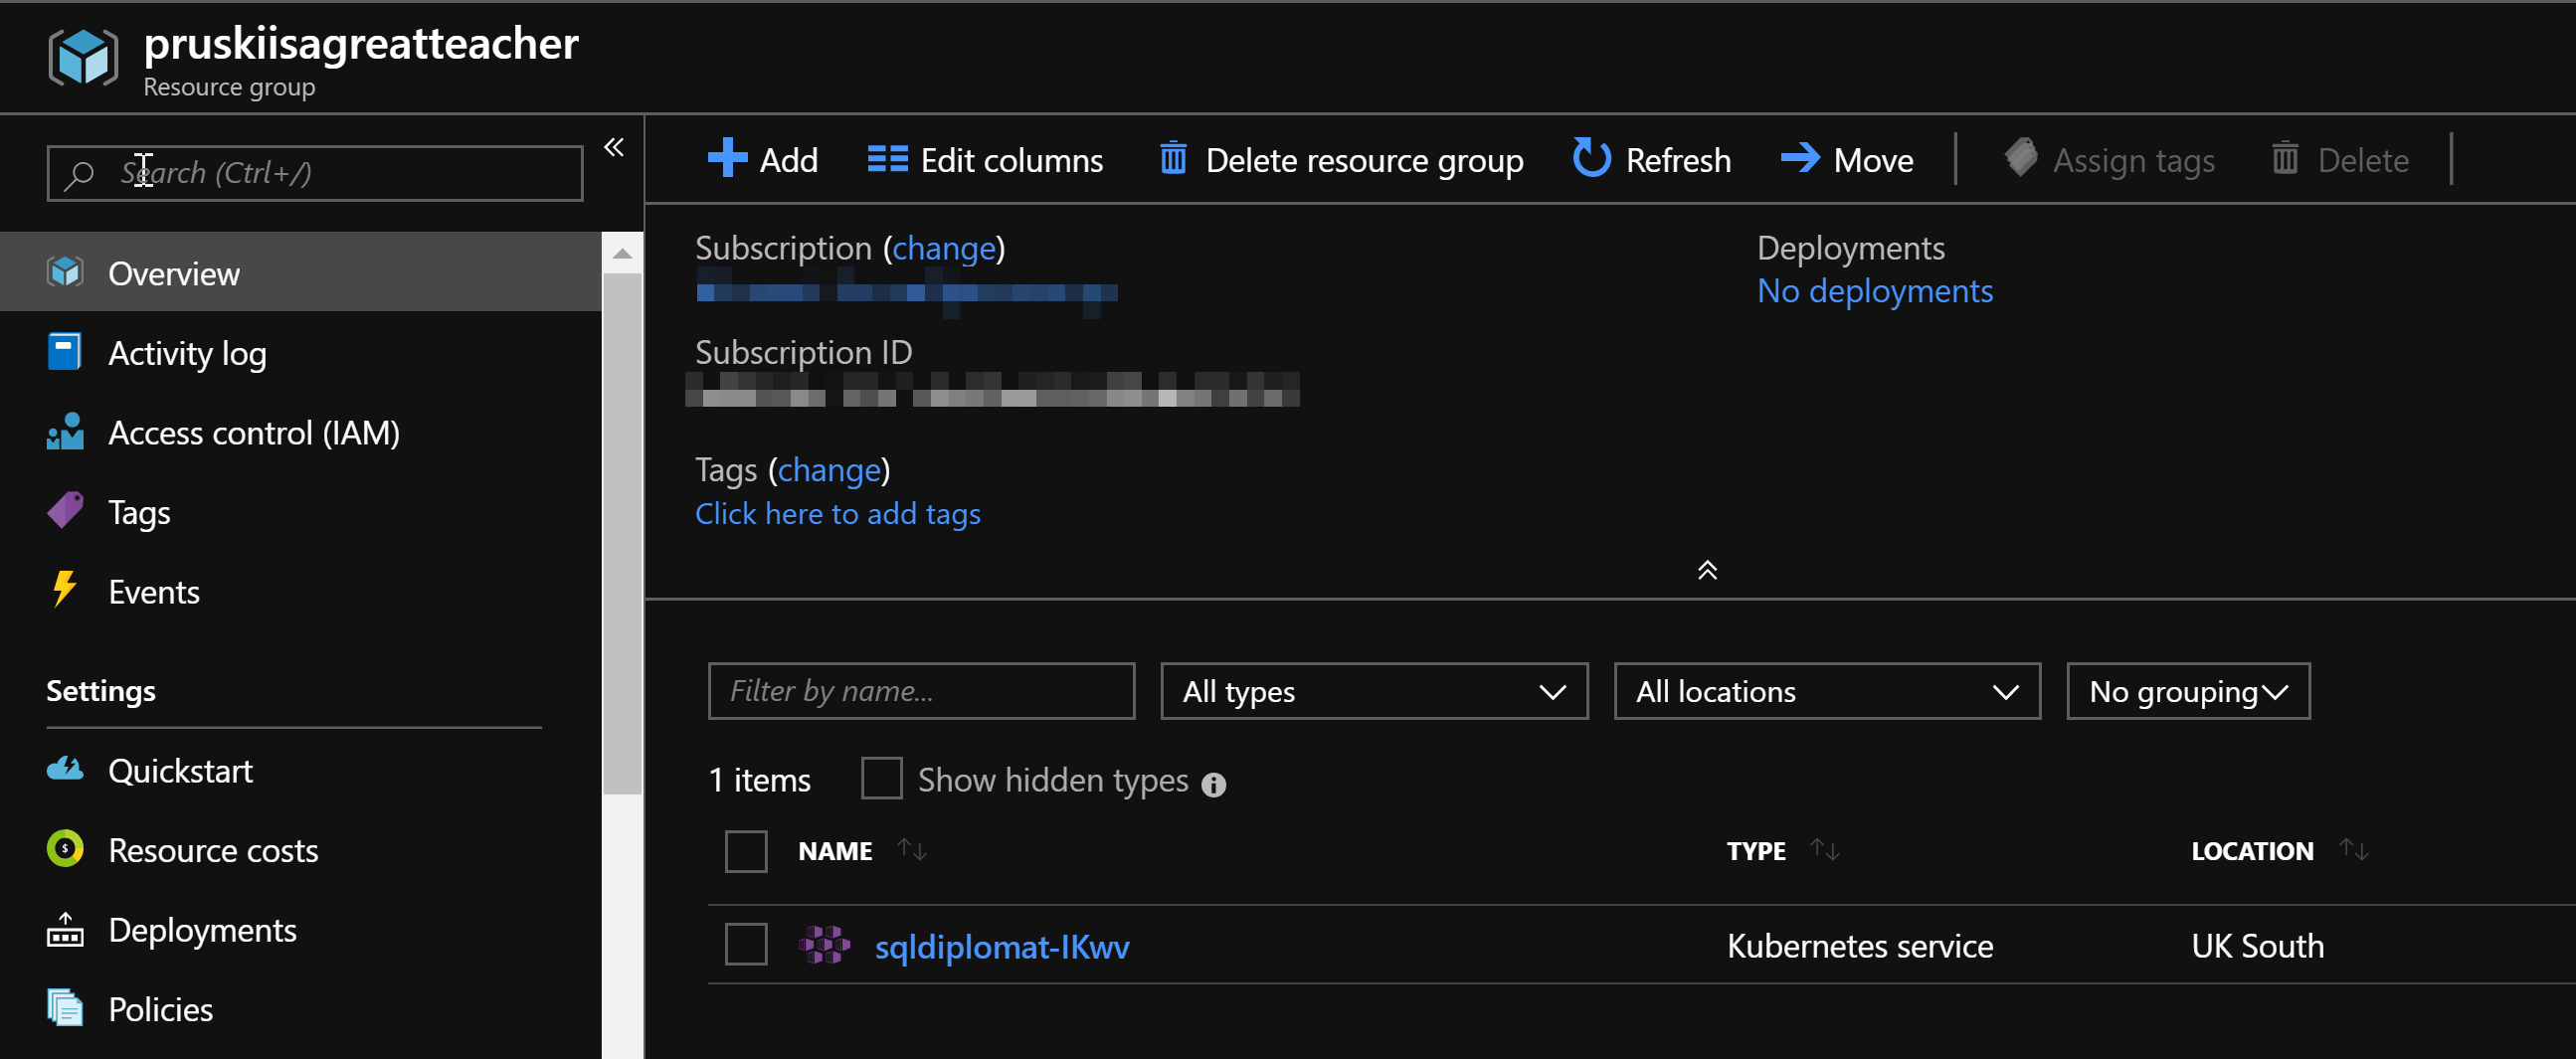 pruskiisagreatteacher
Resource group
Search (Ctrl+/)
Overview
Activity log
Access control (IAM)
Tags
Events
Settings
Quickstart
Resource costs
Deployments
Policies
Add Edit columns Delete resource group Refresh Move Assign tags Delete
Subscription (change)
Deployments
No deployments
Subscription ID
Tags (change)
Click here to add tags
Filter by name... All types All locations No grouping
1 items Show hidden types
NAME TYPE LOCATION
sqldiplomat-IKwv Kubernetes service UK South